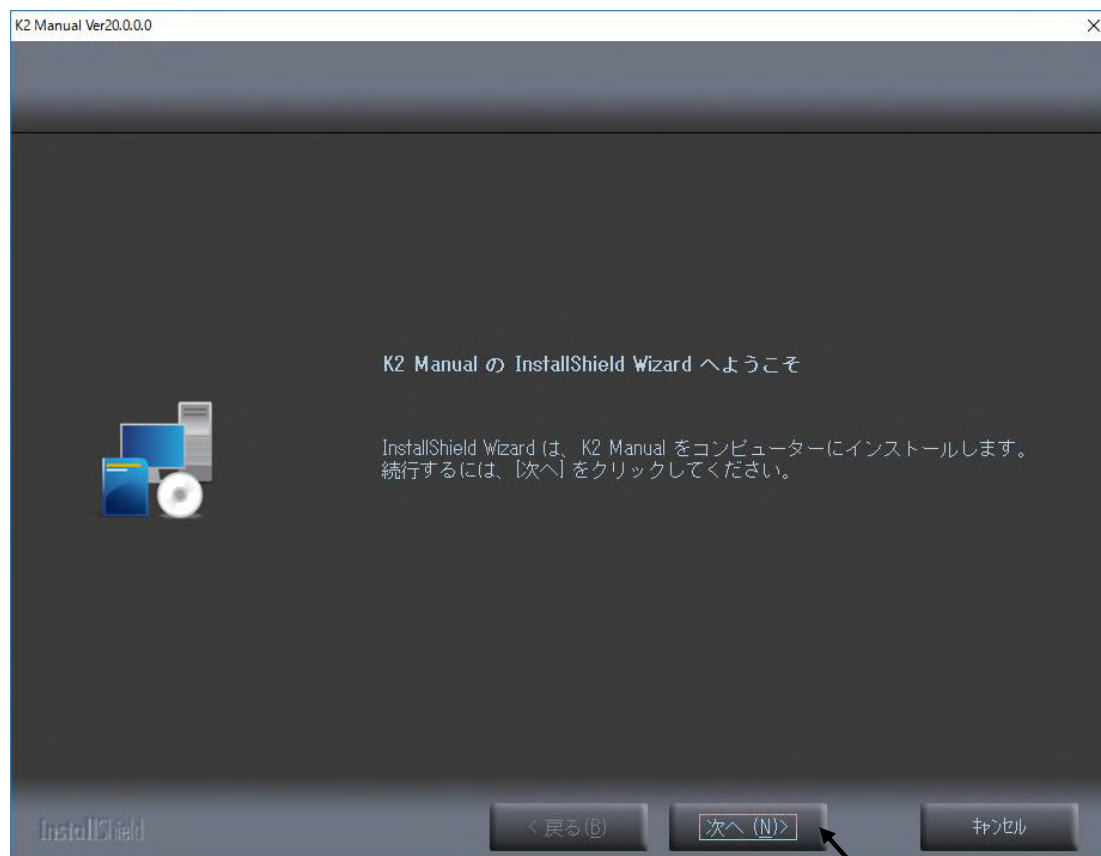 K2 Manual Ver20.0.0.0
K2 Manual の InstallShield Wizard へようこそ
InstallShield Wizard は、K2 Manual をコンピューターにインストールします。
続行するには、[次へ] をクリックしてください。
InstallShield
< 戻る(B)
次へ (N)>
ｷｬﾝｾﾙ